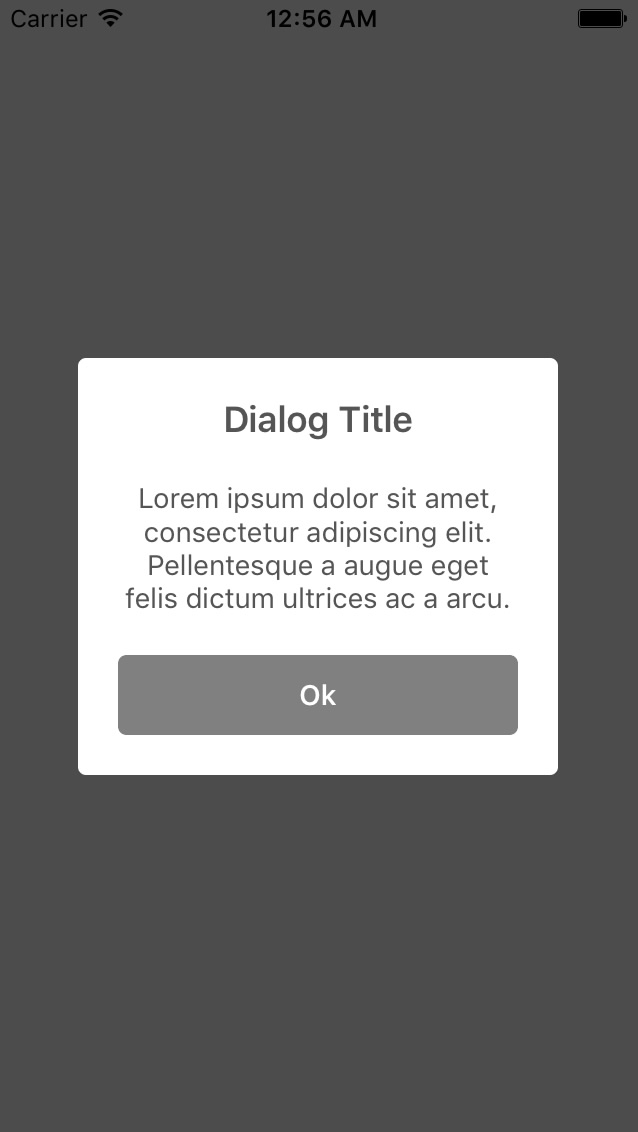 Carrier 12:56 AM
Dialog Title
Lorem ipsum dolor sit amet,
consectetur adipiscing elit.
Pellentesque a augue eget
felis dictum ultrices ac a arcu.
Ok